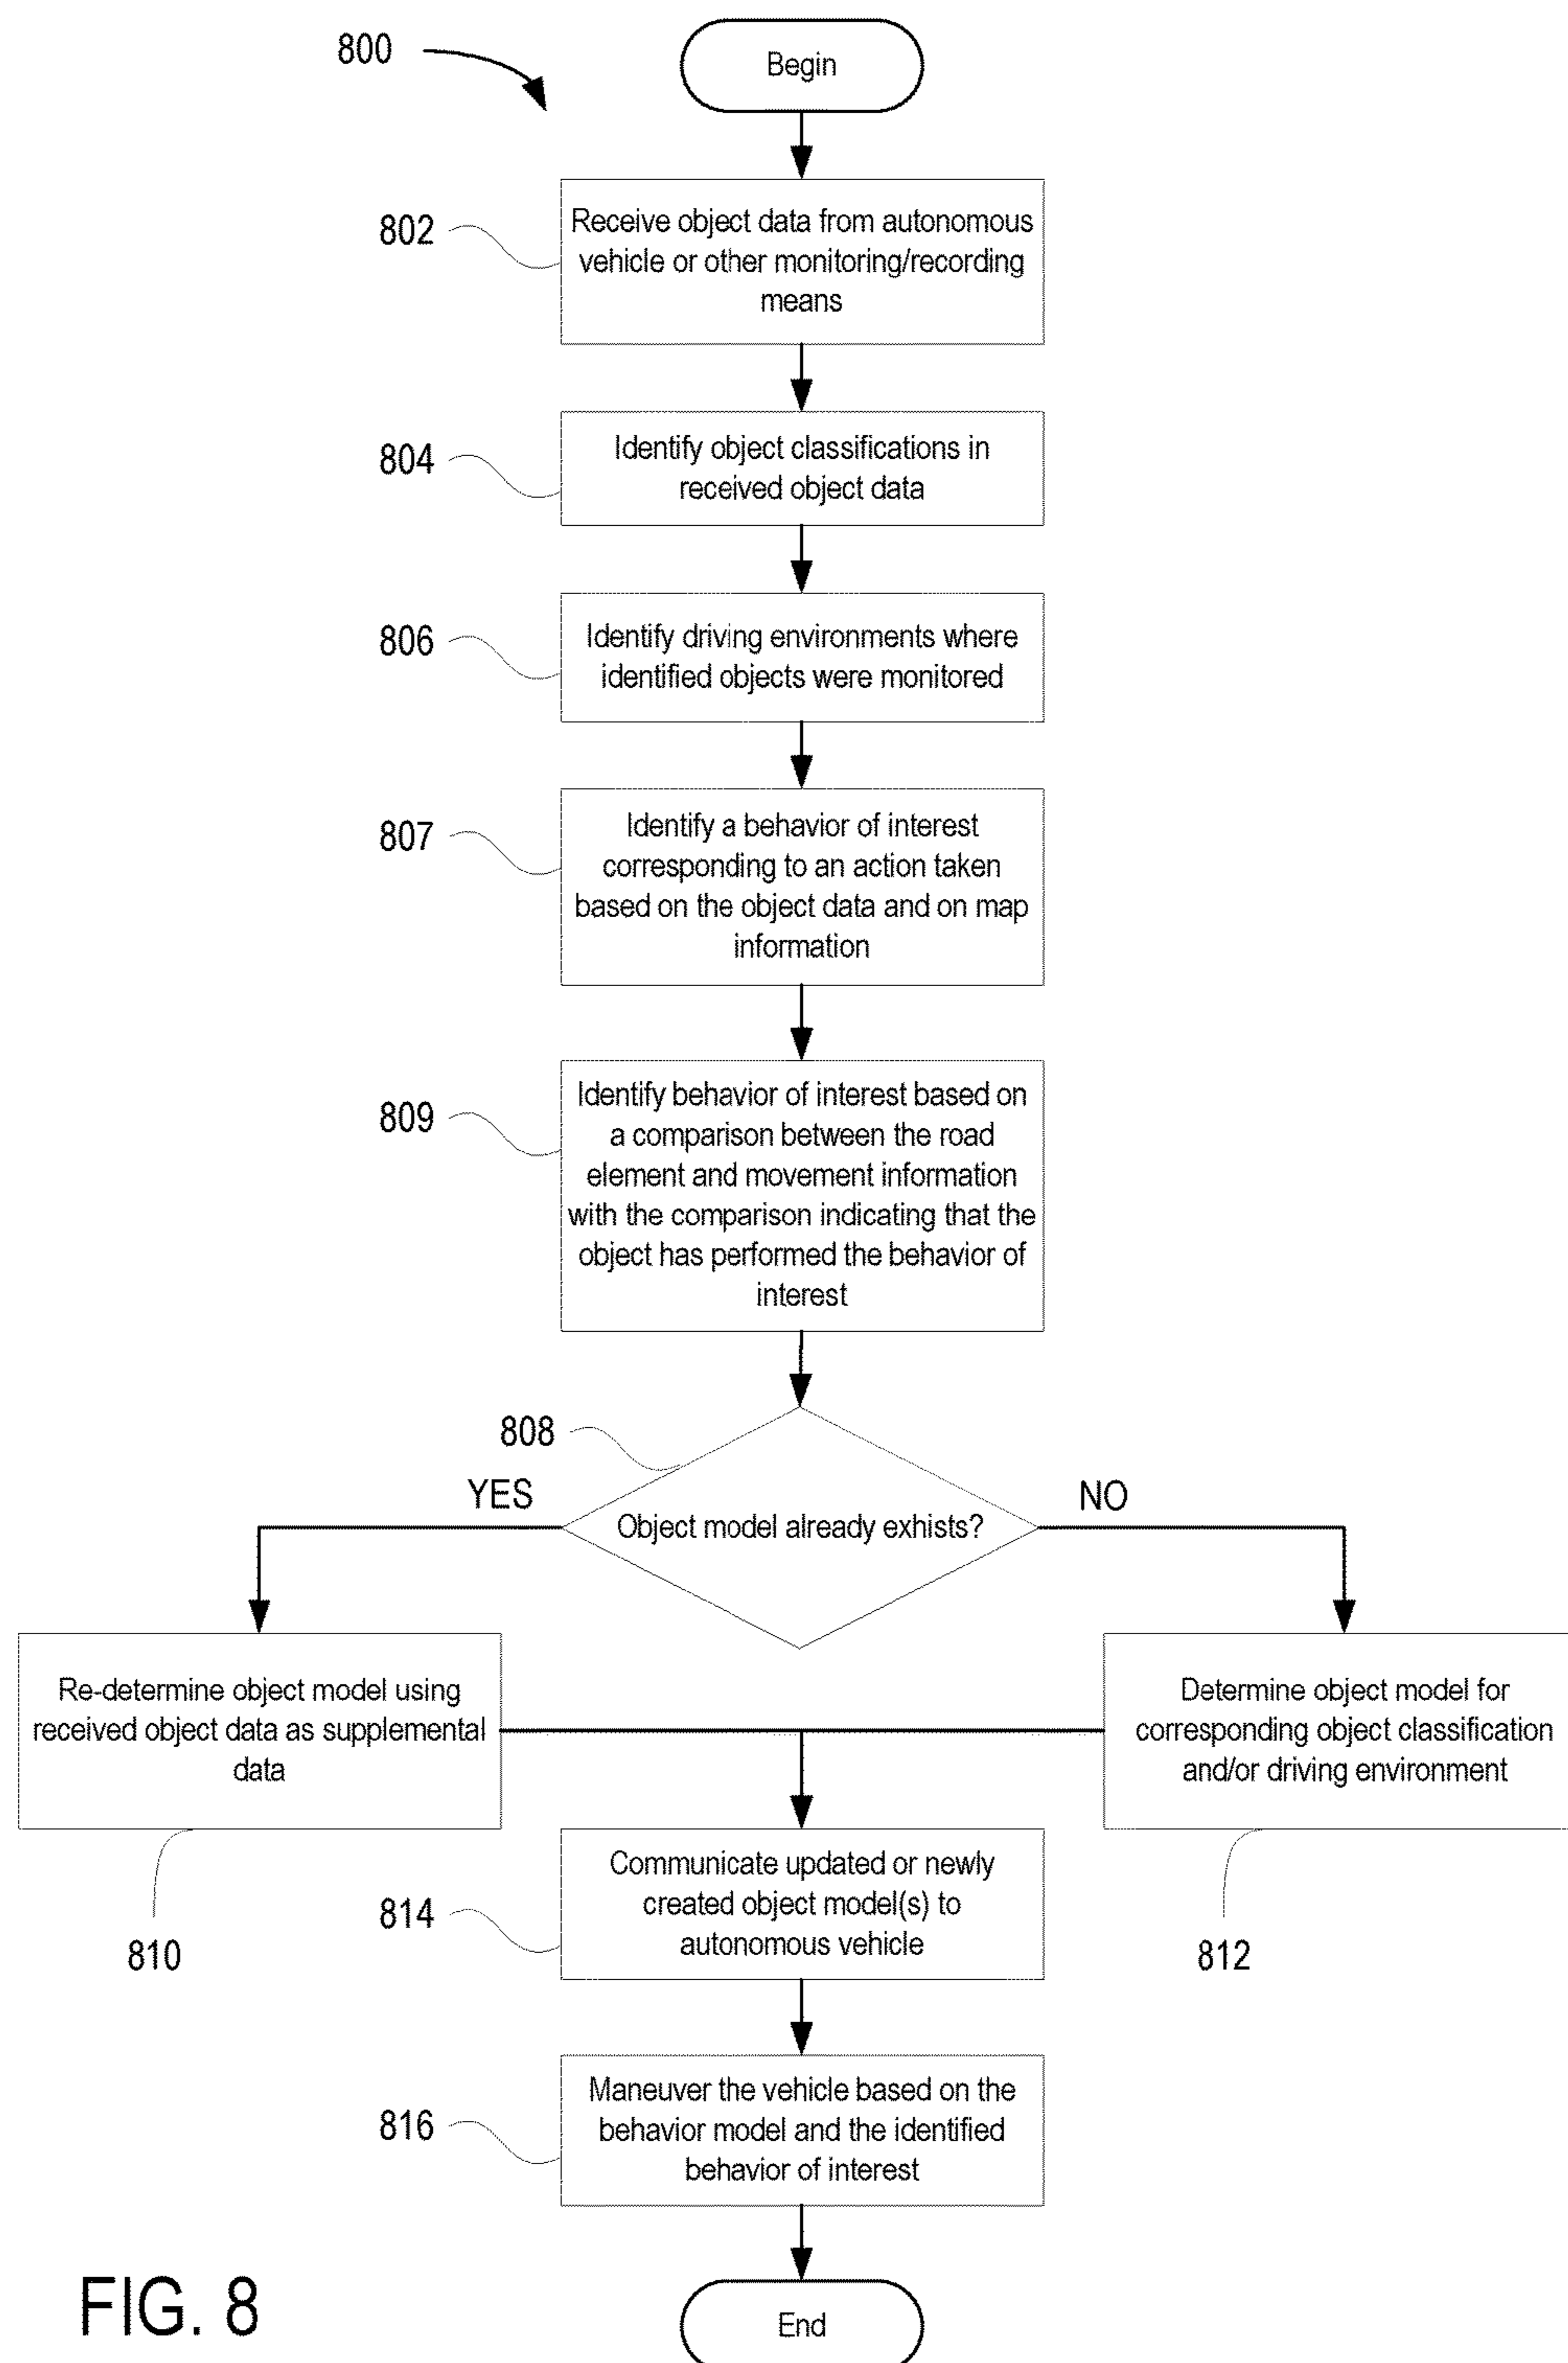 800
Begin
802
Receive object data from autonomous
vehicle or other monitoring/recording
means
804
Identify object classifications in
received object data
806
Identify driving environments where
identified objects were monitored
807
Identify a behavior of interest
corresponding to an action taken
based on the object data and on map
information
809
Identify behavior of interest based on
a comparison between the road
element and movement information
with the comparison indicating that the
object has performed the behavior of
interest
808
YES
NO
Object model already exhists?
Re-determine object model using
received object data as supplemental
data
810
Determine object model for
corresponding object classification
and/or driving environment
812
814
Communicate updated or newly
created object model(s) to
autonomous vehicle
816
Maneuver the vehicle based on the
behavior model and the identified
behavior of interest
End
FIG. 8